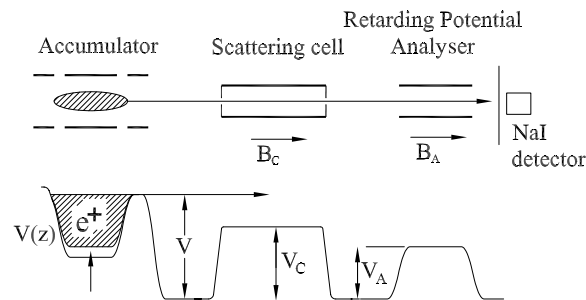 Retarding Potential
Analyser
Accumulator
Scattering cell
B_C
B_A
NaI
detector
V(z)
e⁺
V
V_C
V_A